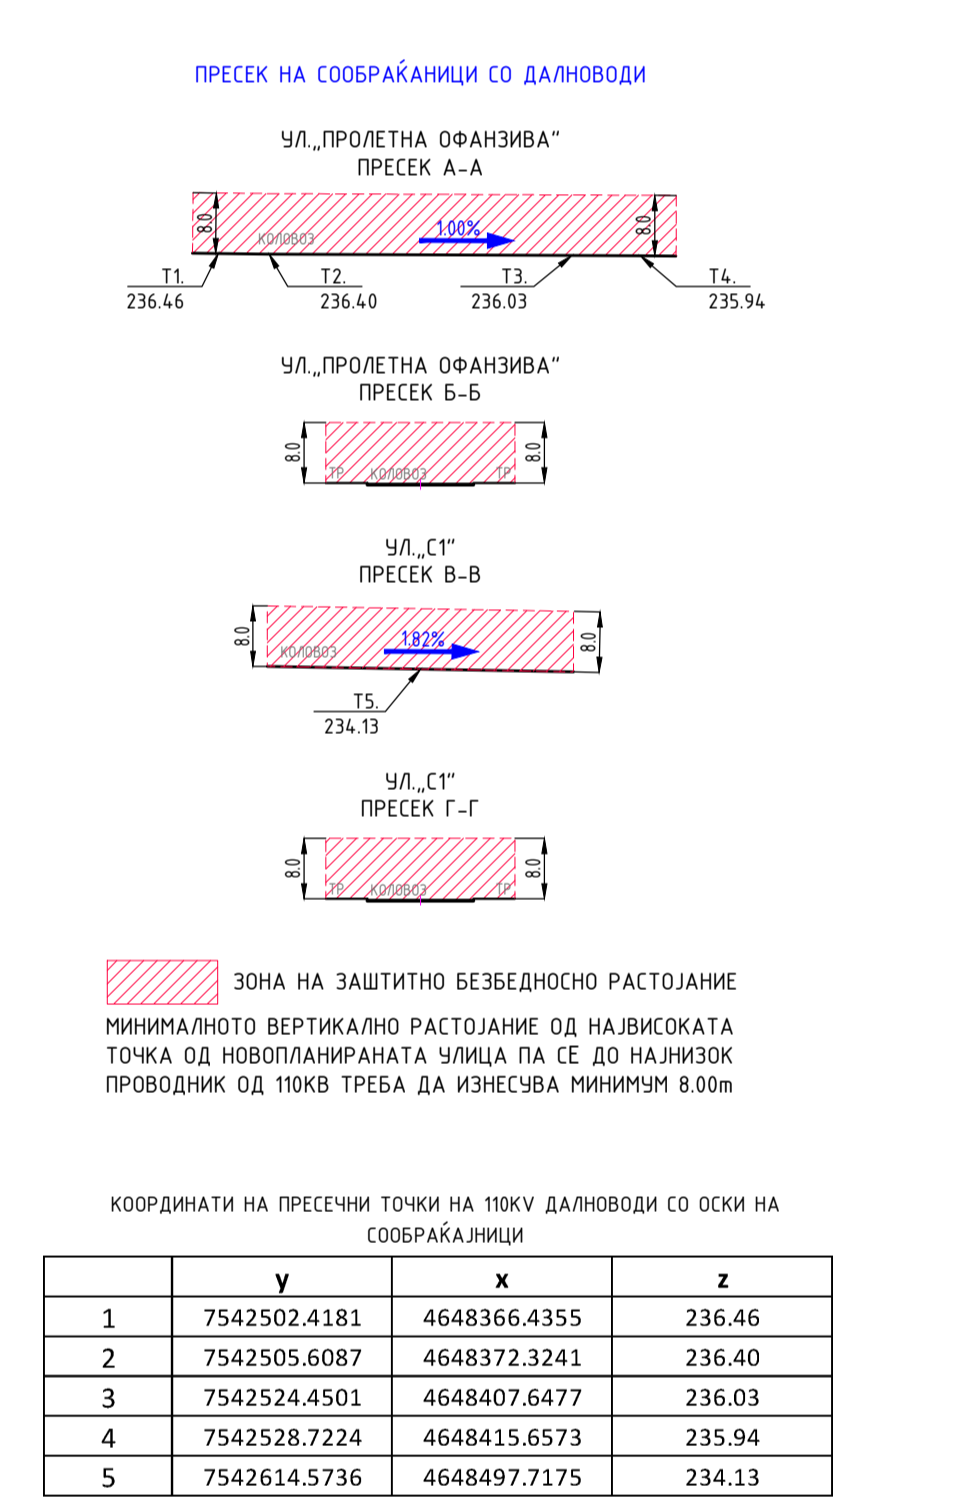 ПРЕСЕК НА СООБРАЌАНИЦИ СО ДАЛНОВОДИ
УЛ.„ПРОЛЕТНА ОФАНЗИВА“
ПРЕСЕК А-А
8.0
8.0
КОЛОВОЗ
1.00%
Т1.
236.46
Т2.
236.40
Т3.
236.03
Т4.
235.94
УЛ.„ПРОЛЕТНА ОФАНЗИВА“
ПРЕСЕК Б-Б
8.0
8.0
ТР КОЛОВОЗ ТР
УЛ.„С1“
ПРЕСЕК В-В
8.0
8.0
КОЛОВОЗ
1.82%
Т5.
234.13
УЛ.„С1“
ПРЕСЕК Г-Г
8.0
8.0
ТР КОЛОВОЗ ТР
ЗОНА НА ЗАШТИТНО БЕЗБЕДНОСНО РАСТОЈАНИЕ
МИНИМАЛНОТО ВЕРТИКАЛНО РАСТОЈАНИЕ ОД НАЈВИСОКАТА
ТОЧКА ОД НОВОПЛАНИРАНАТА УЛИЦА ПА СЕ ДО НАЈНИЗОК
ПРОВОДНИК ОД 110КВ ТРЕБА ДА ИЗНЕСУВА МИНИМУМ 8.00m
КООРДИНАТИ НА ПРЕСЕЧНИ ТОЧКИ НА 110KV ДАЛНОВОДИ СО ОСКИ НА
СООБРАЌАЈНИЦИ
y x z
1 7542502.4181 4648366.4355 236.46
2 7542505.6087 4648372.3241 236.40
3 7542524.4501 4648407.6477 236.03
4 7542528.7224 4648415.6573 235.94
5 7542614.5736 4648497.7175 234.13